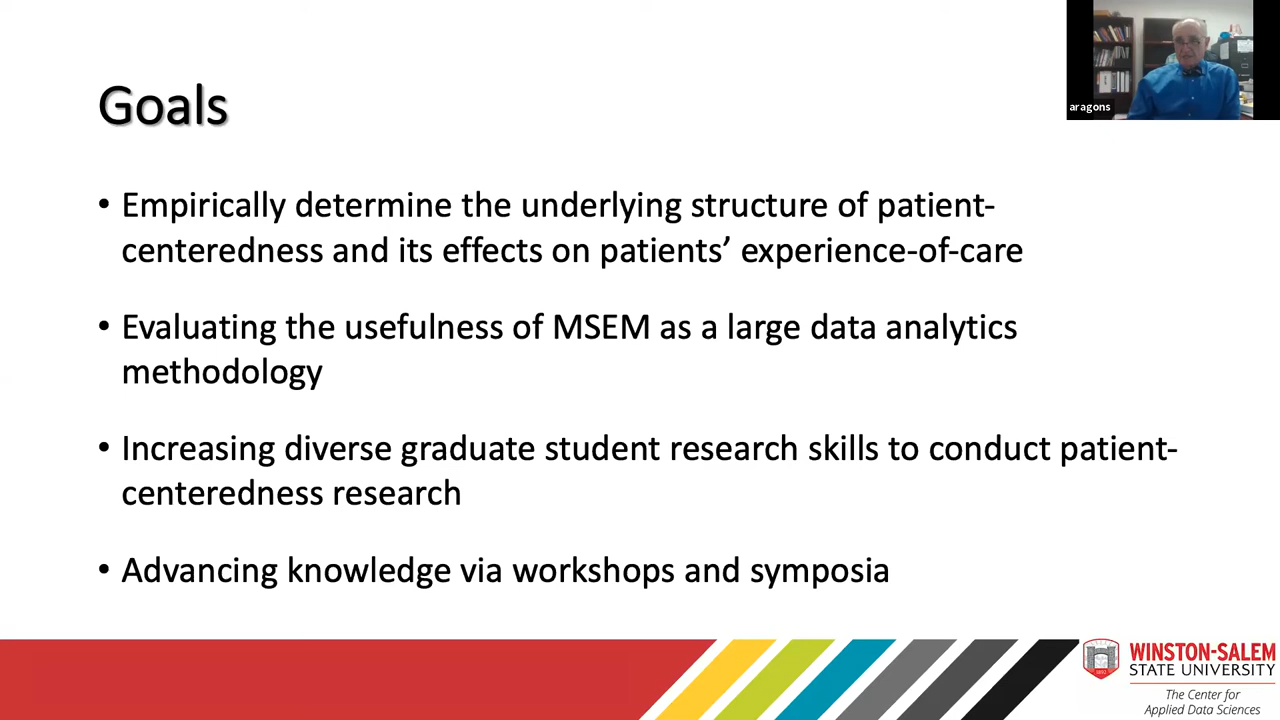 aragons
Goals
• Empirically determine the underlying structure of patient-
centeredness and its effects on patients’ experience-of-care
• Evaluating the usefulness of MSEM as a large data analytics
methodology
• Increasing diverse graduate student research skills to conduct patient-
centeredness research
• Advancing knowledge via workshops and symposia
WINSTON-SALEM
STATE UNIVERSITY
The Center for
Applied Data Sciences